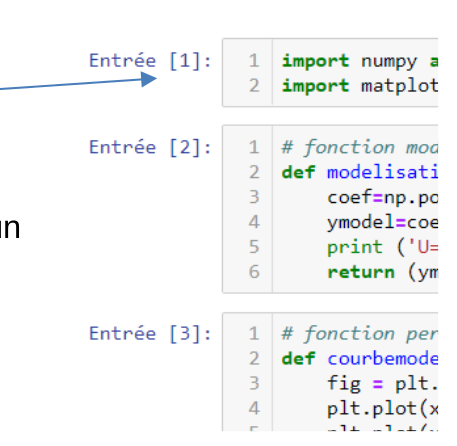 Entrée [1]:
1 import numpy a
2 import matplot
Entrée [2]:
1 # fonction mod
2 def modelisati
3 coef=np.po
un
4 ymodel=coe
5 print ('U=
6 return (ym
Entrée [3]:
1 # fonction per
2 def courbemode
3 fig = plt.
4 plt.plot(x